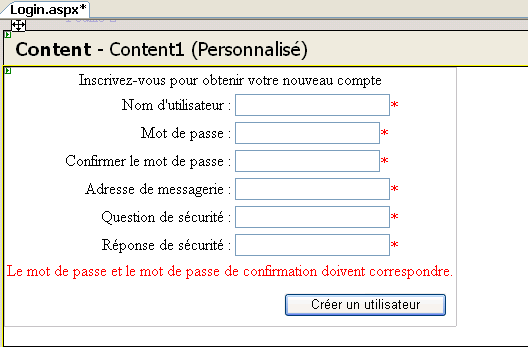 Login.aspx*
Content - Content1 (Personnalisé)
Inscrivez-vous pour obtenir votre nouveau compte
Nom d'utilisateur : *
Mot de passe : *
Confirmer le mot de passe : *
Adresse de messagerie : *
Question de sécurité : *
Réponse de sécurité : *
Le mot de passe et le mot de passe de confirmation doivent correspondre.
Créer un utilisateur